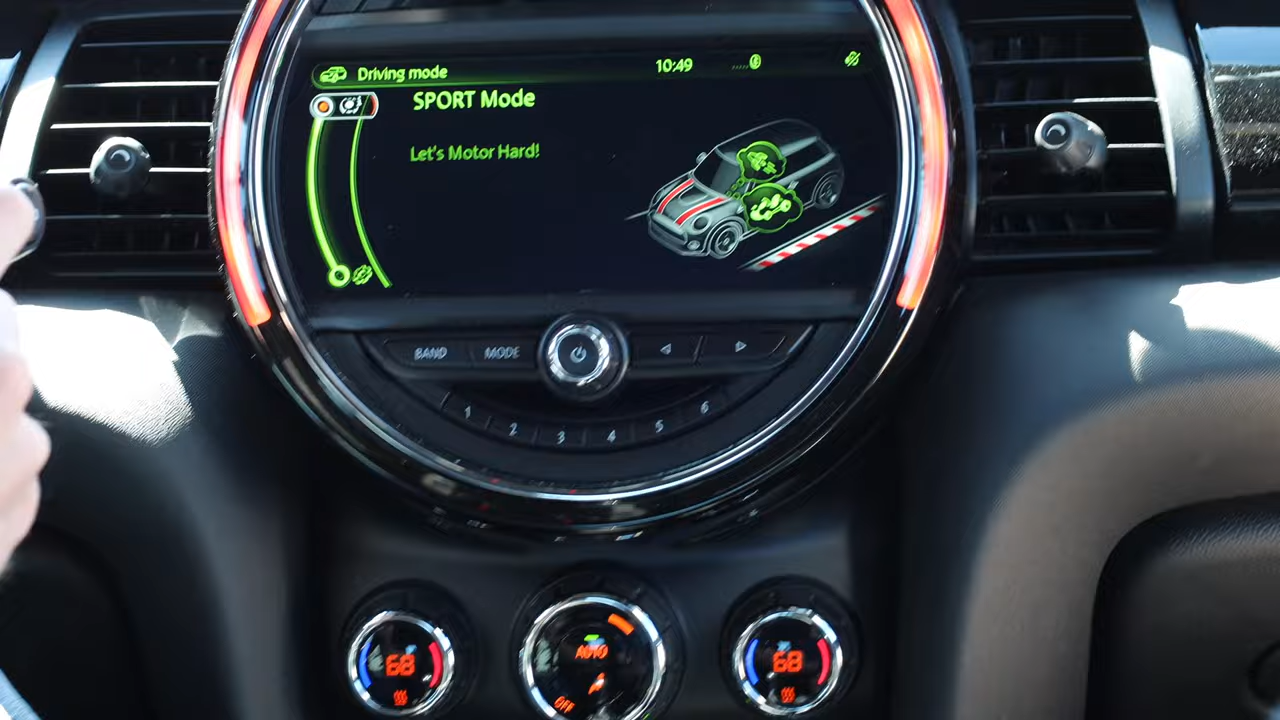 Driving mode
10:49
SPORT Mode
Let's Motor Hard!
BAND
MODE
1
2
3
4
5
6
68
AUTO
OFF
68